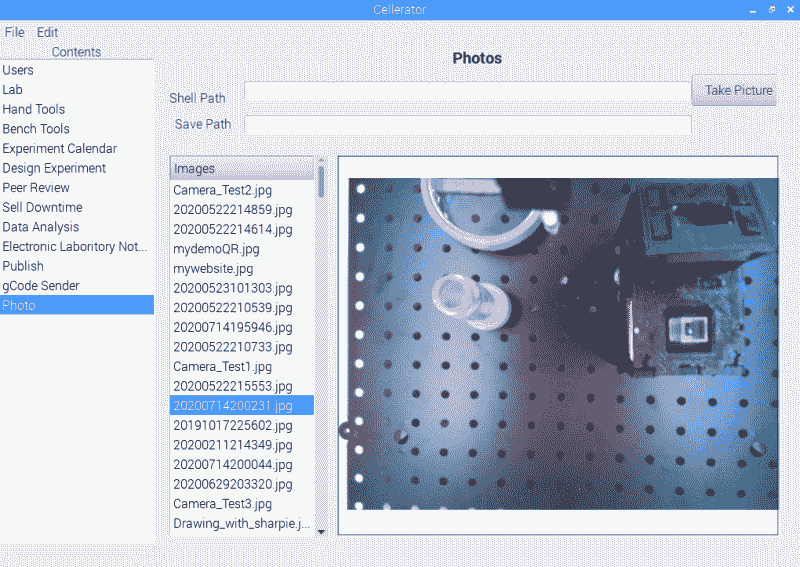 Cellerator
File Edit
Contents
Users
Lab
Hand Tools
Bench Tools
Experiment Calendar
Design Experiment
Peer Review
Sell Downtime
Data Analysis
Electronic Laboritory Not...
Publish
gCode Sender
Photo
Photos
Shell Path
Take Picture
Save Path
Images
Camera_Test2.jpg
20200522214859.jpg
20200522214614.jpg
mydemoQR.jpg
mywebsite.jpg
20200523101303.jpg
20200522210539.jpg
20200714195946.jpg
20200522210733.jpg
Camera_Test1.jpg
20200522215553.jpg
20200714200231.jpg
20191017225602.jpg
20200211214349.jpg
20200714200044.jpg
20200629203320.jpg
Camera_Test3.jpg
Drawing_with_sharpie.j...